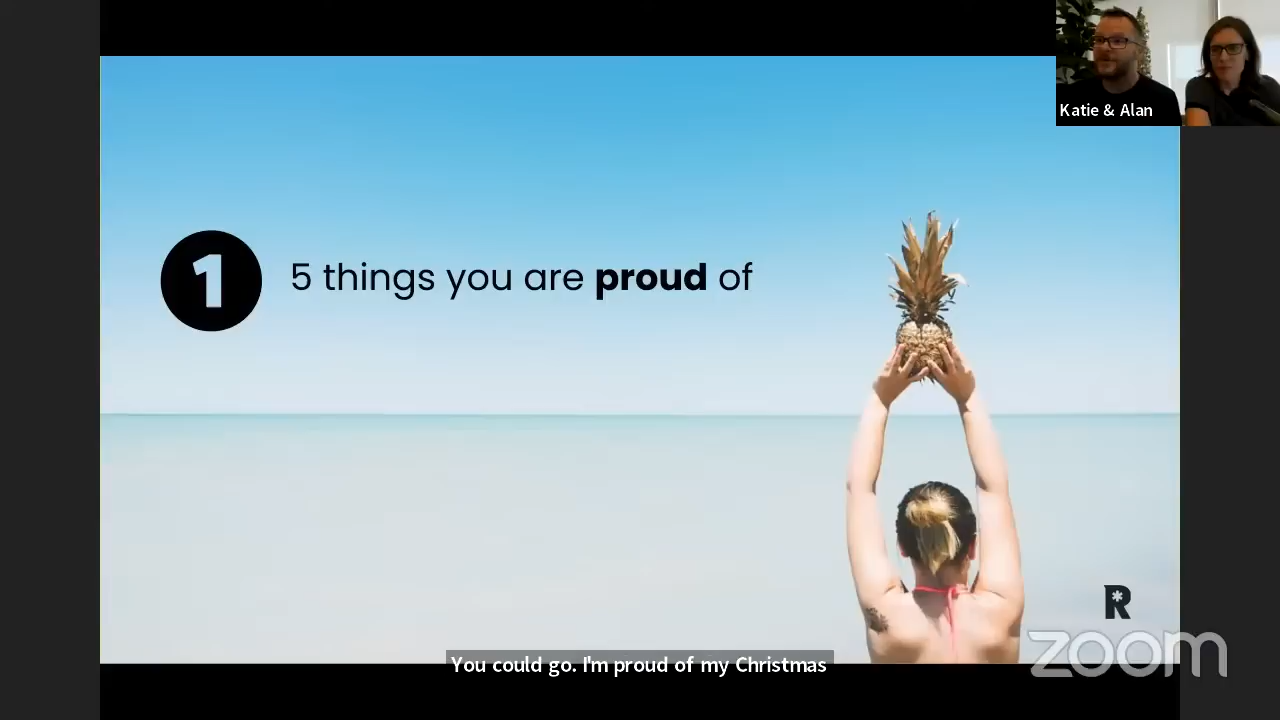 Katie & Alan
1
5 things you are proud of
R
zoom
You could go. I'm proud of my Christmas